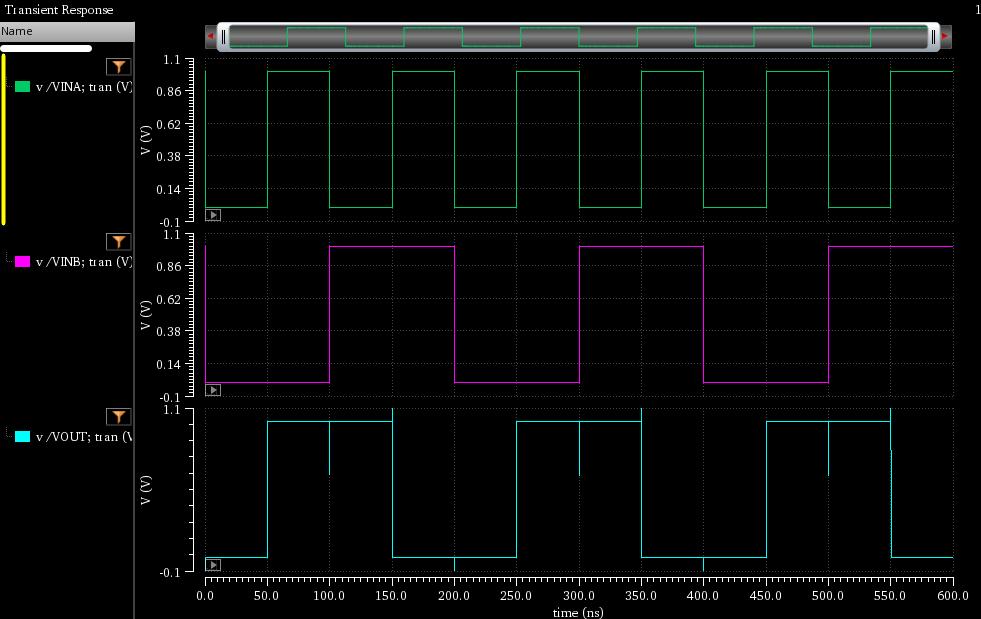 Transient Response
1
Name
v /VINA; tran (V)
1.1
0.86
0.62
0.38
0.14
-0.1
V (V)
v /VINB; tran (V)
1.1
0.86
0.62
0.38
0.14
-0.1
V (V)
v /VOUT; tran (V
1.1
-0.1
V (V)
0.0 50.0 100.0 150.0 200.0 250.0 300.0 350.0 400.0 450.0 500.0 550.0 600.0
time (ns)